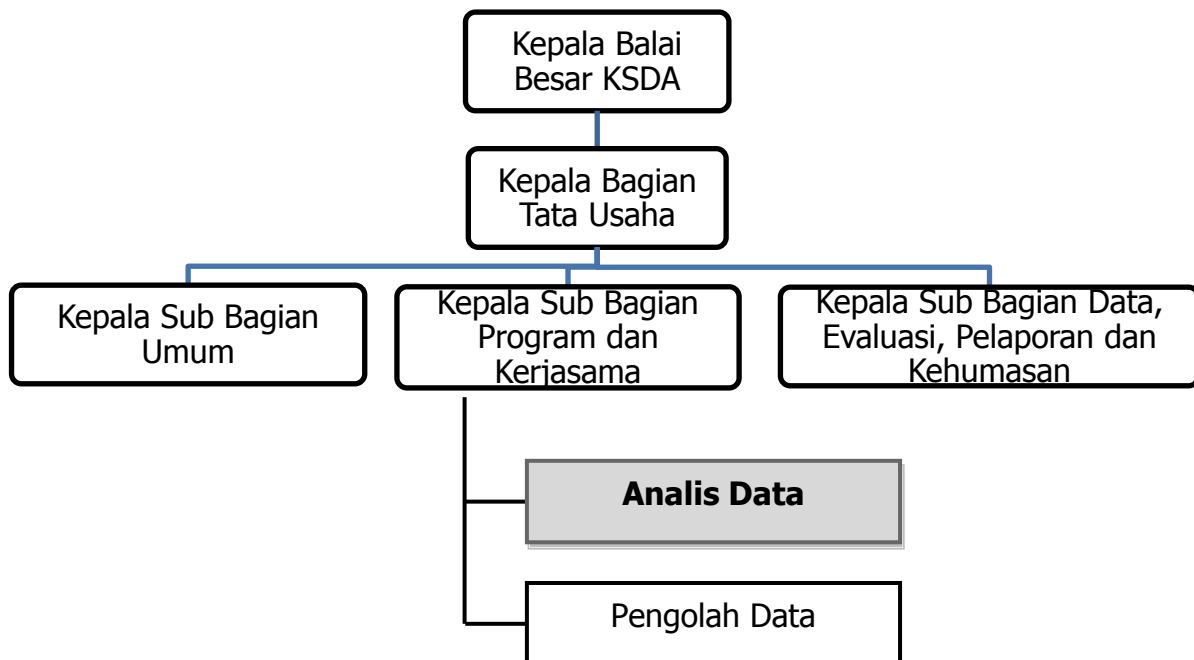 Kepala Balai
Besar KSDA
Kepala Bagian
Tata Usaha
Kepala Sub Bagian
Umum
Kepala Sub Bagian
Program dan
Kerjasama
Kepala Sub Bagian Data,
Evaluasi, Pelaporan dan
Kehumasan
Analis Data
Pengolah Data